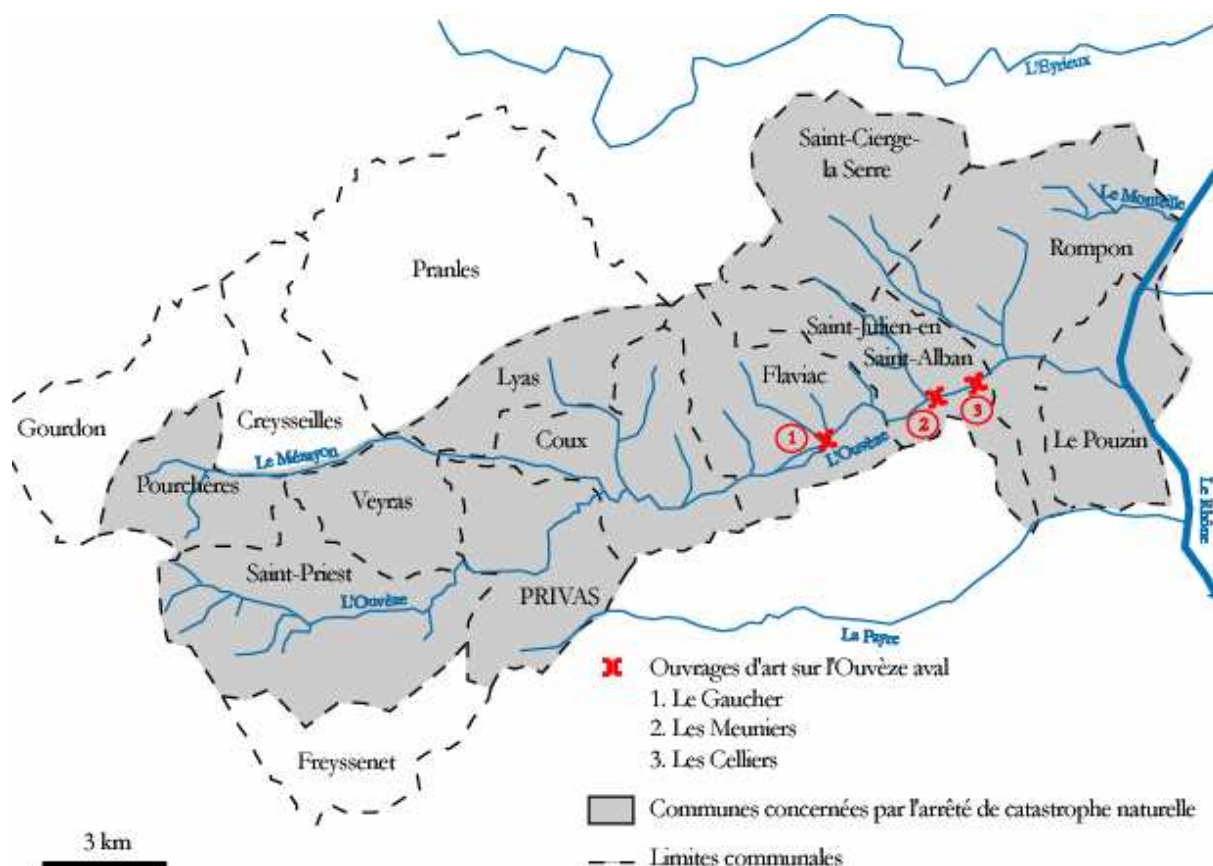 L'Eyrieux
Saint-Cierge-
la Serre
Le Monteille
Rompon
Pranles
Saint-Julien-en
Saint-Alban
Lyas
Flaviac
Gourdon
Creysseilles
Coux
1
2
3
L'Ouvèze
Le Pouzin
Le Mézayon
Pourchères
Veyras
Le Rhône
Saint-Priest
L'Ouvèze
PRIVAS
La Payre
Ouvrages d'art sur l'Ouvèze aval
1. Le Gaucher
2. Les Meuniers
3. Les Celliers
Freyssenet
Communes concernées par l'arrêté de catastrophe naturelle
3 km
Limites communales